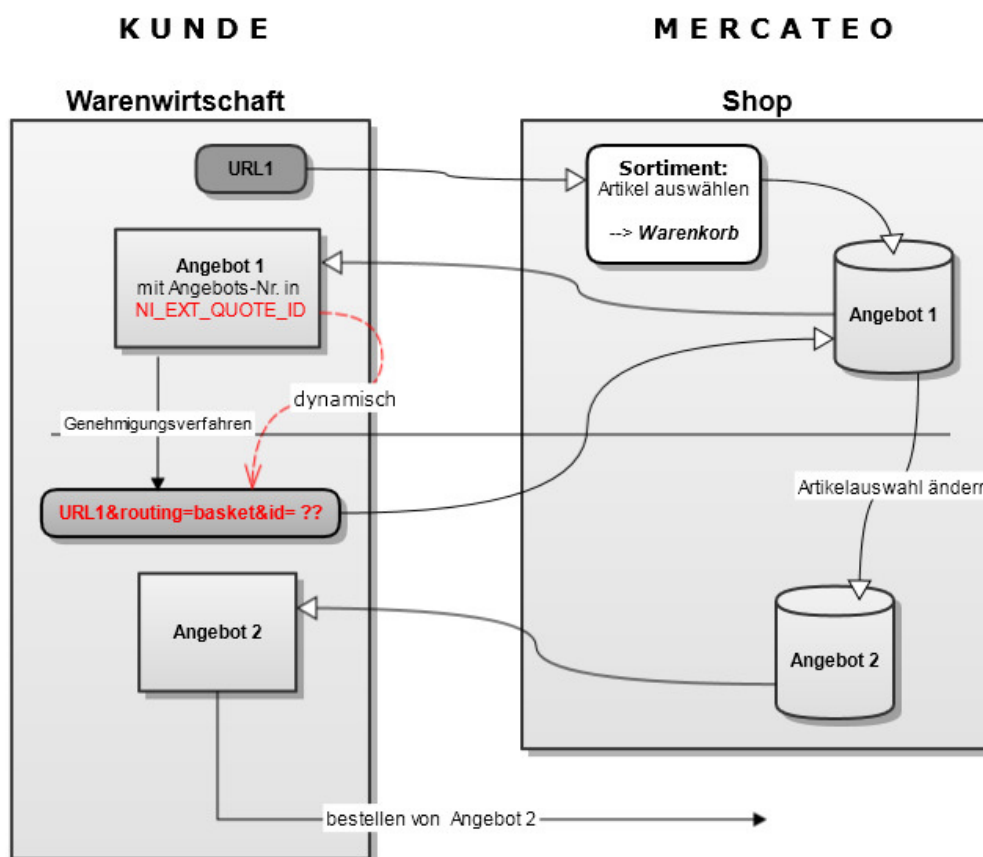 KUNDE
MERCATEO
Warenwirtschaft
Shop
URL1
Sortiment:
Artikel auswählen
--> Warenkorb
Angebot 1
mit Angebots-Nr. in
NI_EXT_QUOTE_ID
Angebot 1
dynamisch
Genehmigungsverfahren
Artikelauswahl ändern
URL1&routing=basket&id= ??
Angebot 2
Angebot 2
bestellen von Angebot 2